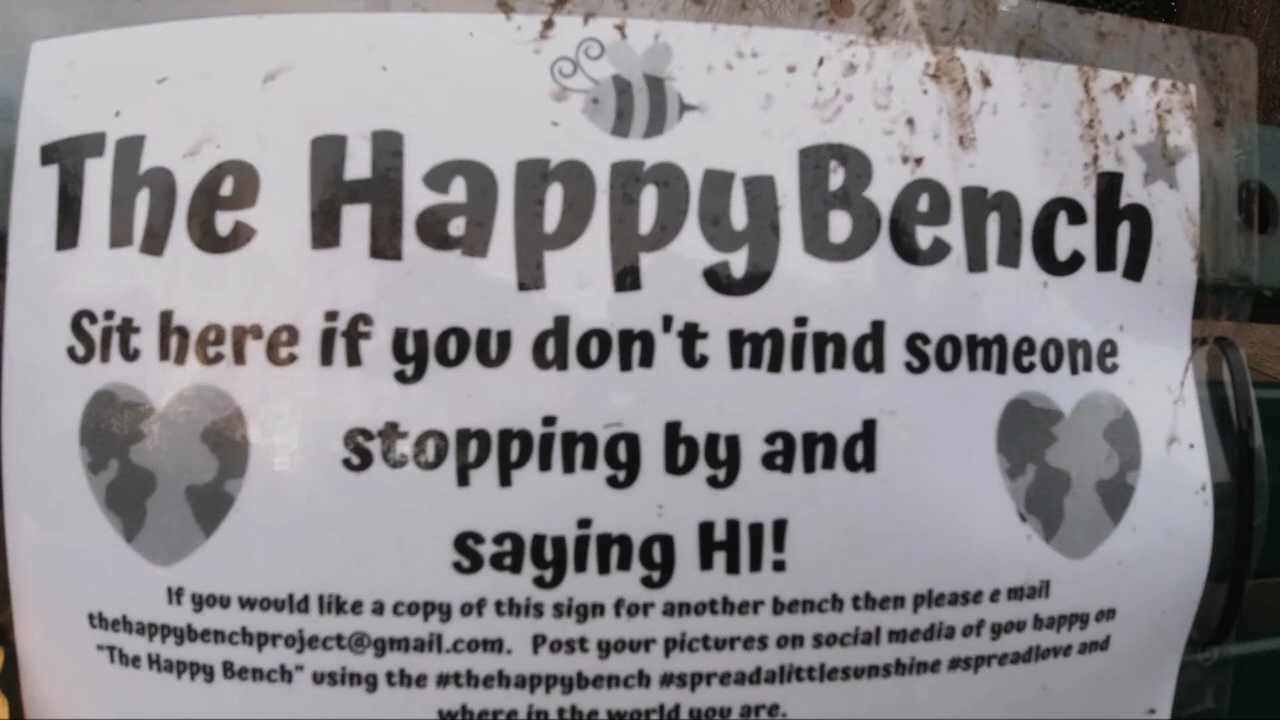 The Happy Bench
Sit here if you don't mind someone
stopping by and
saying HI!
If you would like a copy of this sign for another bench then please e mail
thehappybenchproject@gmail.com. Post your pictures on social media of you happy on
"The Happy Bench" using the #thehappybench #spreadalittlesunshine #spreadlove and
where in the world you are.